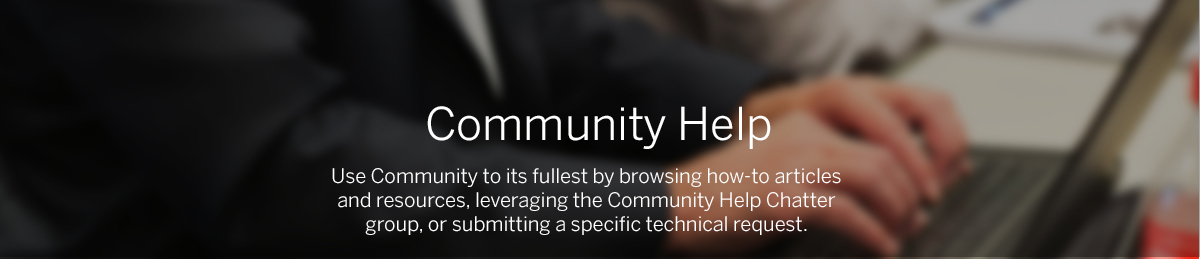 Community Help
Use Community to its fullest by browsing how-to articles
and resources, leveraging the Community Help Chatter
group, or submitting a specific technical request.